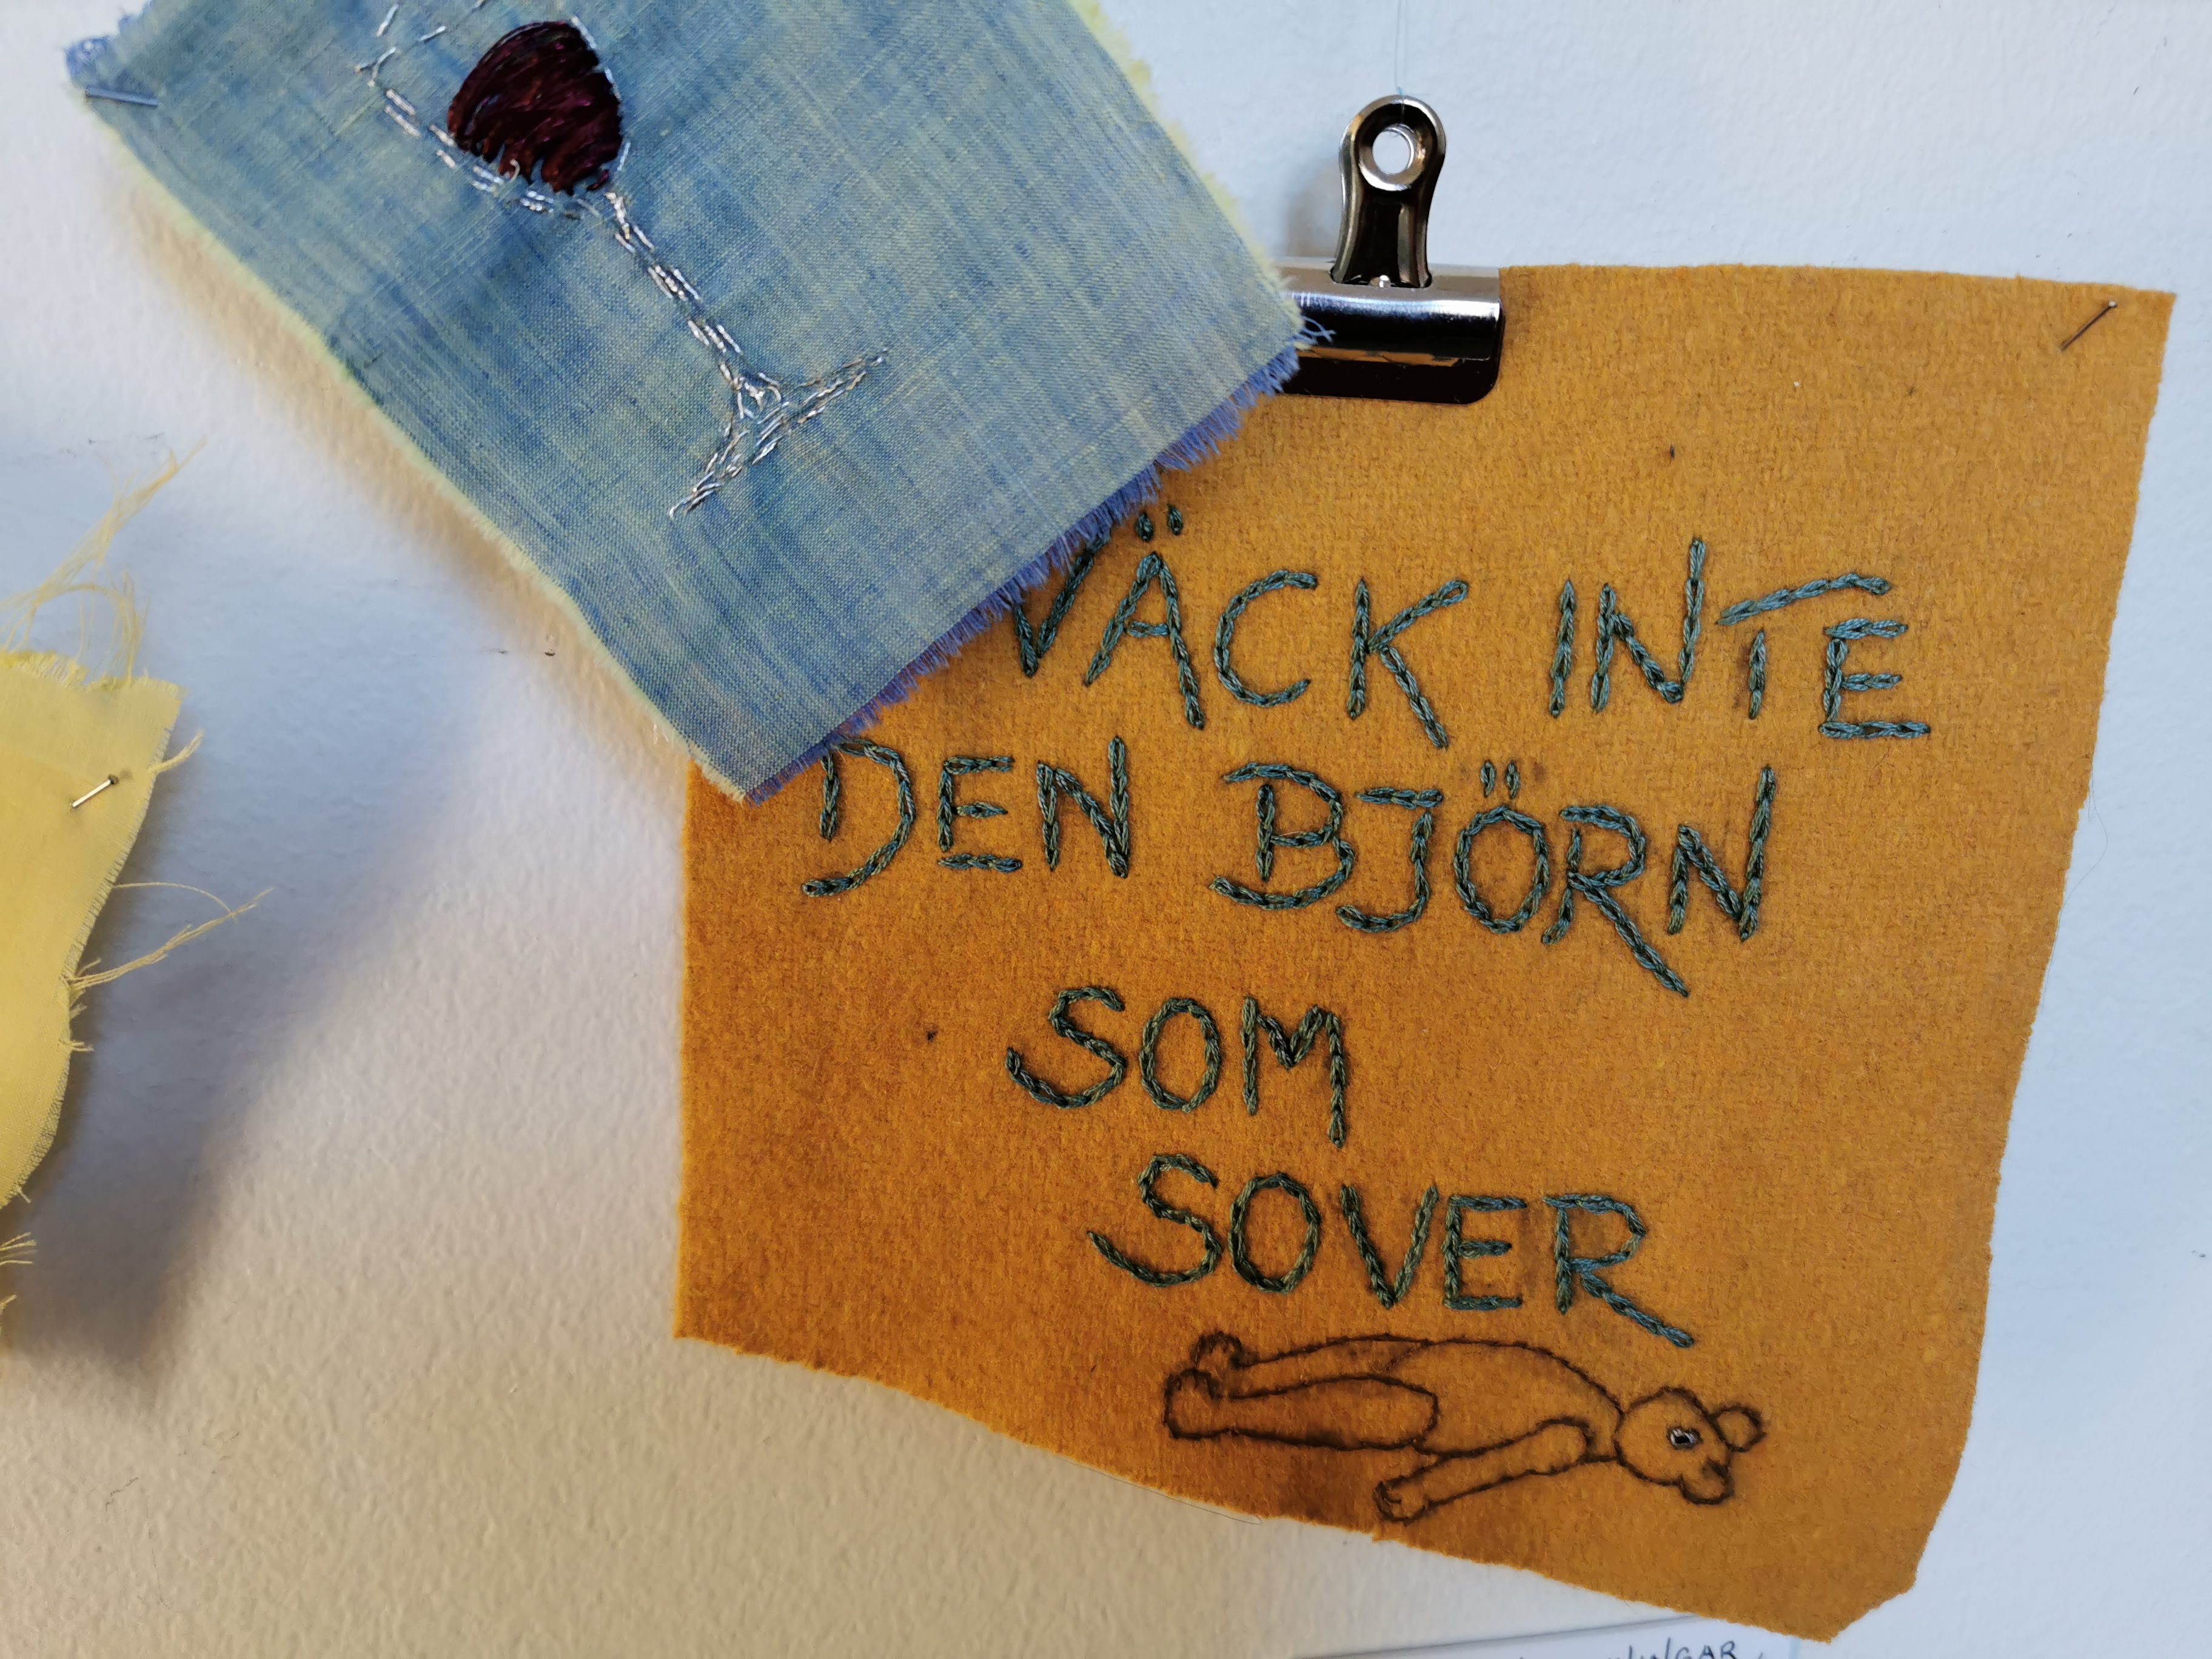 VÄCK INTE
DEN BJÖRN
SOM
SOVER